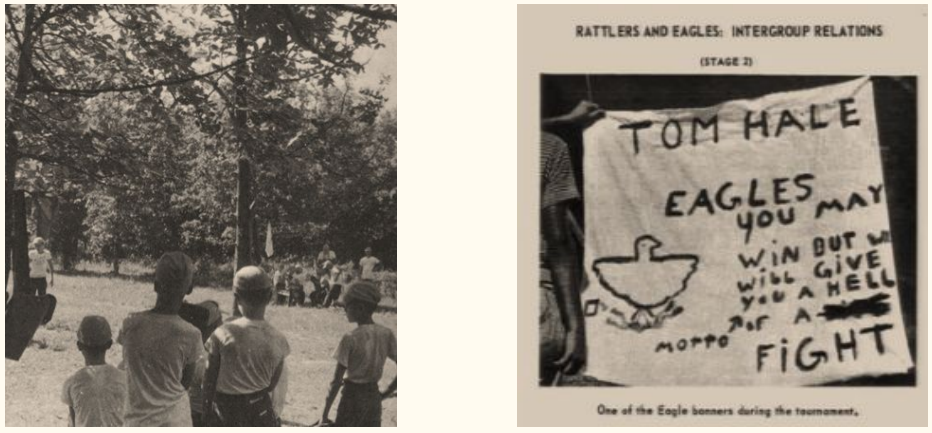 RATTLERS AND EAGLES: INTERGROUP RELATIONS
(STAGE 2)
TOM HALE
EAGLES
YOU MAY
WIN BUT WE
WILL GIVE
YOU A HELL
OF A
FIGHT
MOTTO
One of the Eagle banners during the tournament.